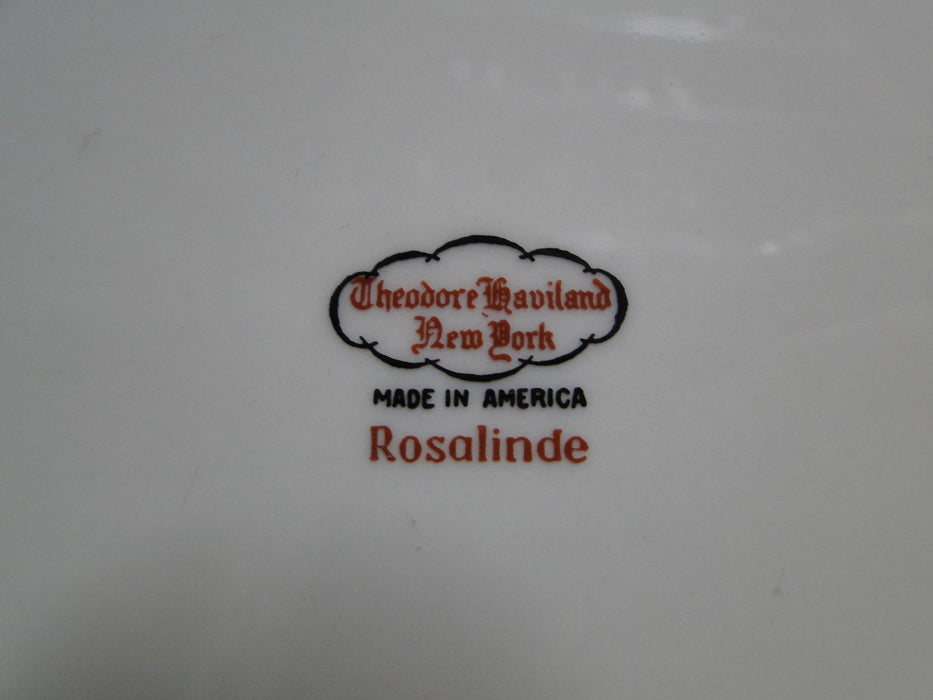 Theodore Haviland
New York
MADE IN AMERICA
Rosalinde